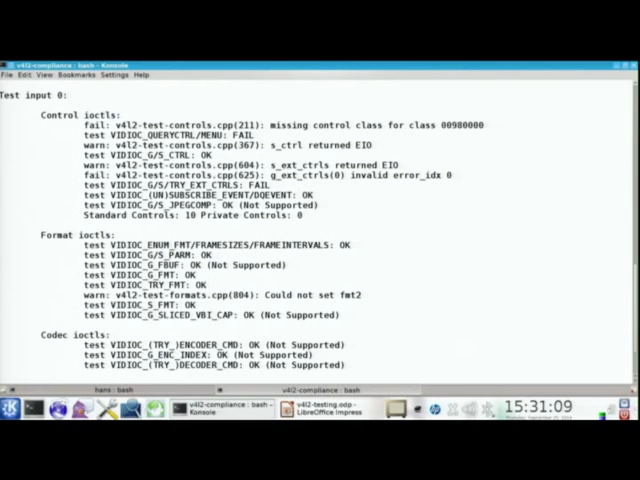 v4l2-compliance : bash - Konsole
File Edit View Bookmarks Settings Help
Test input 0:
Control ioctls:
fail: v4l2-test-controls.cpp(211): missing control class for class 00980000
test VIDIOC_QUERYCTRL/MENU: FAIL
warn: v4l2-test-controls.cpp(367): s_ctrl returned EIO
test VIDIOC_G/S_CTRL: OK
warn: v4l2-test-controls.cpp(604): s_ext_ctrls returned EIO
fail: v4l2-test-controls.cpp(625): g_ext_ctrls(0) invalid error_idx 0
test VIDIOC_G/S/TRY_EXT_CTRLS: FAIL
test VIDIOC_(UN)SUBSCRIBE_EVENT/DQEVENT: OK
test VIDIOC_G/S_JPEGCOMP: OK (Not Supported)
Standard Controls: 10 Private Controls: 0
Format ioctls:
test VIDIOC_ENUM_FMT/FRAMESIZES/FRAMEINTERVALS: OK
test VIDIOC_G/S_PARM: OK
test VIDIOC_G_FBUF: OK (Not Supported)
test VIDIOC_G_FMT: OK
test VIDIOC_TRY_FMT: OK
warn: v4l2-test-formats.cpp(804): Could not set fmt2
test VIDIOC_S_FMT: OK
test VIDIOC_G_SLICED_VBI_CAP: OK (Not Supported)
Codec ioctls:
test VIDIOC_(TRY_)ENCODER_CMD: OK (Not Supported)
test VIDIOC_G_ENC_INDEX: OK (Not Supported)
test VIDIOC_(TRY_)DECODER_CMD: OK (Not Supported)
hans : bash
v4l2-compliance : bash
v4l2-compliance : bash –
Konsole
v4l2-testing.odp -
LibreOffice Impress
15:31:09